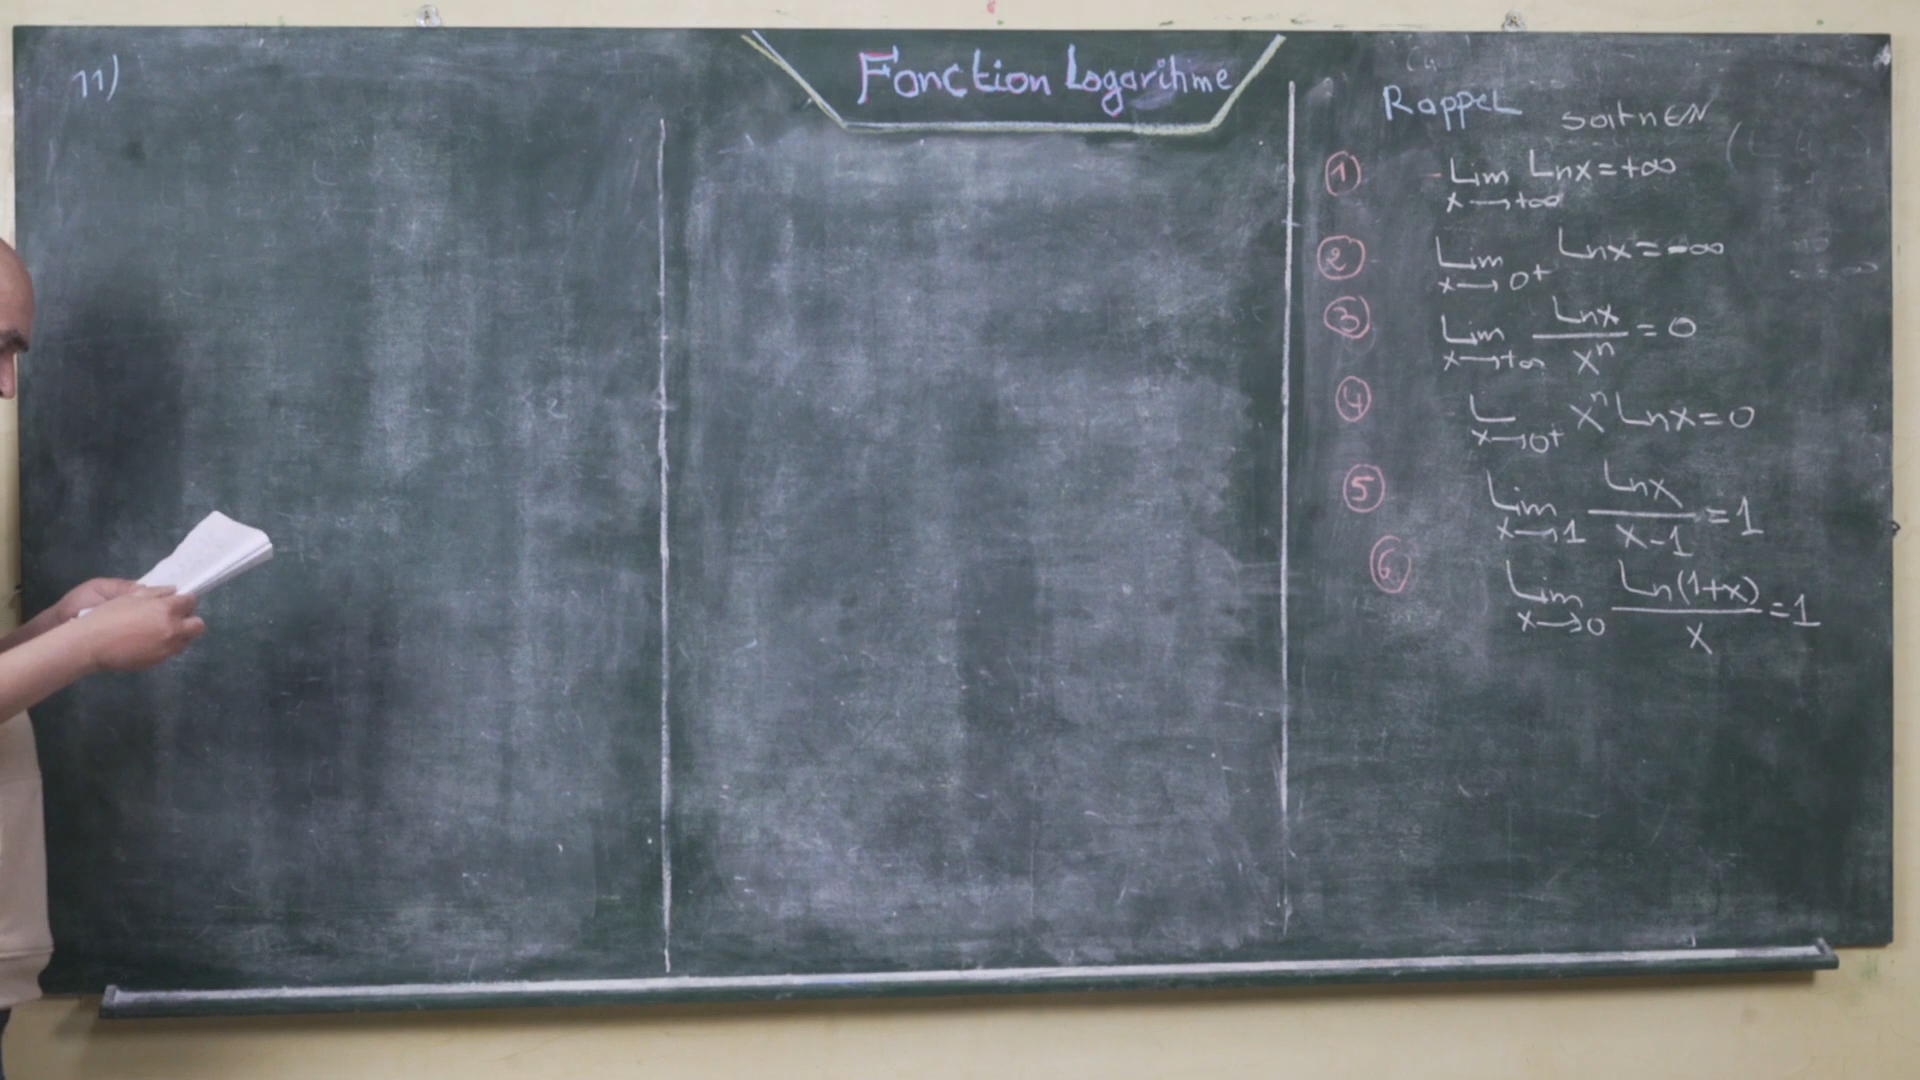 11)
Fonction Logarithme
Rappel soit n ∈ ℕ
① Lim Lnx = +∞
x → +∞
② Lim Lnx = -∞
x → 0+
③ Lim Lnx / x^n = 0
x → +∞
④ L x^n Lnx = 0
x → 0+
⑤ Lim Lnx / x-1 = 1
x → 1
⑥ Lim Ln(1+x) / x = 1
x → 0